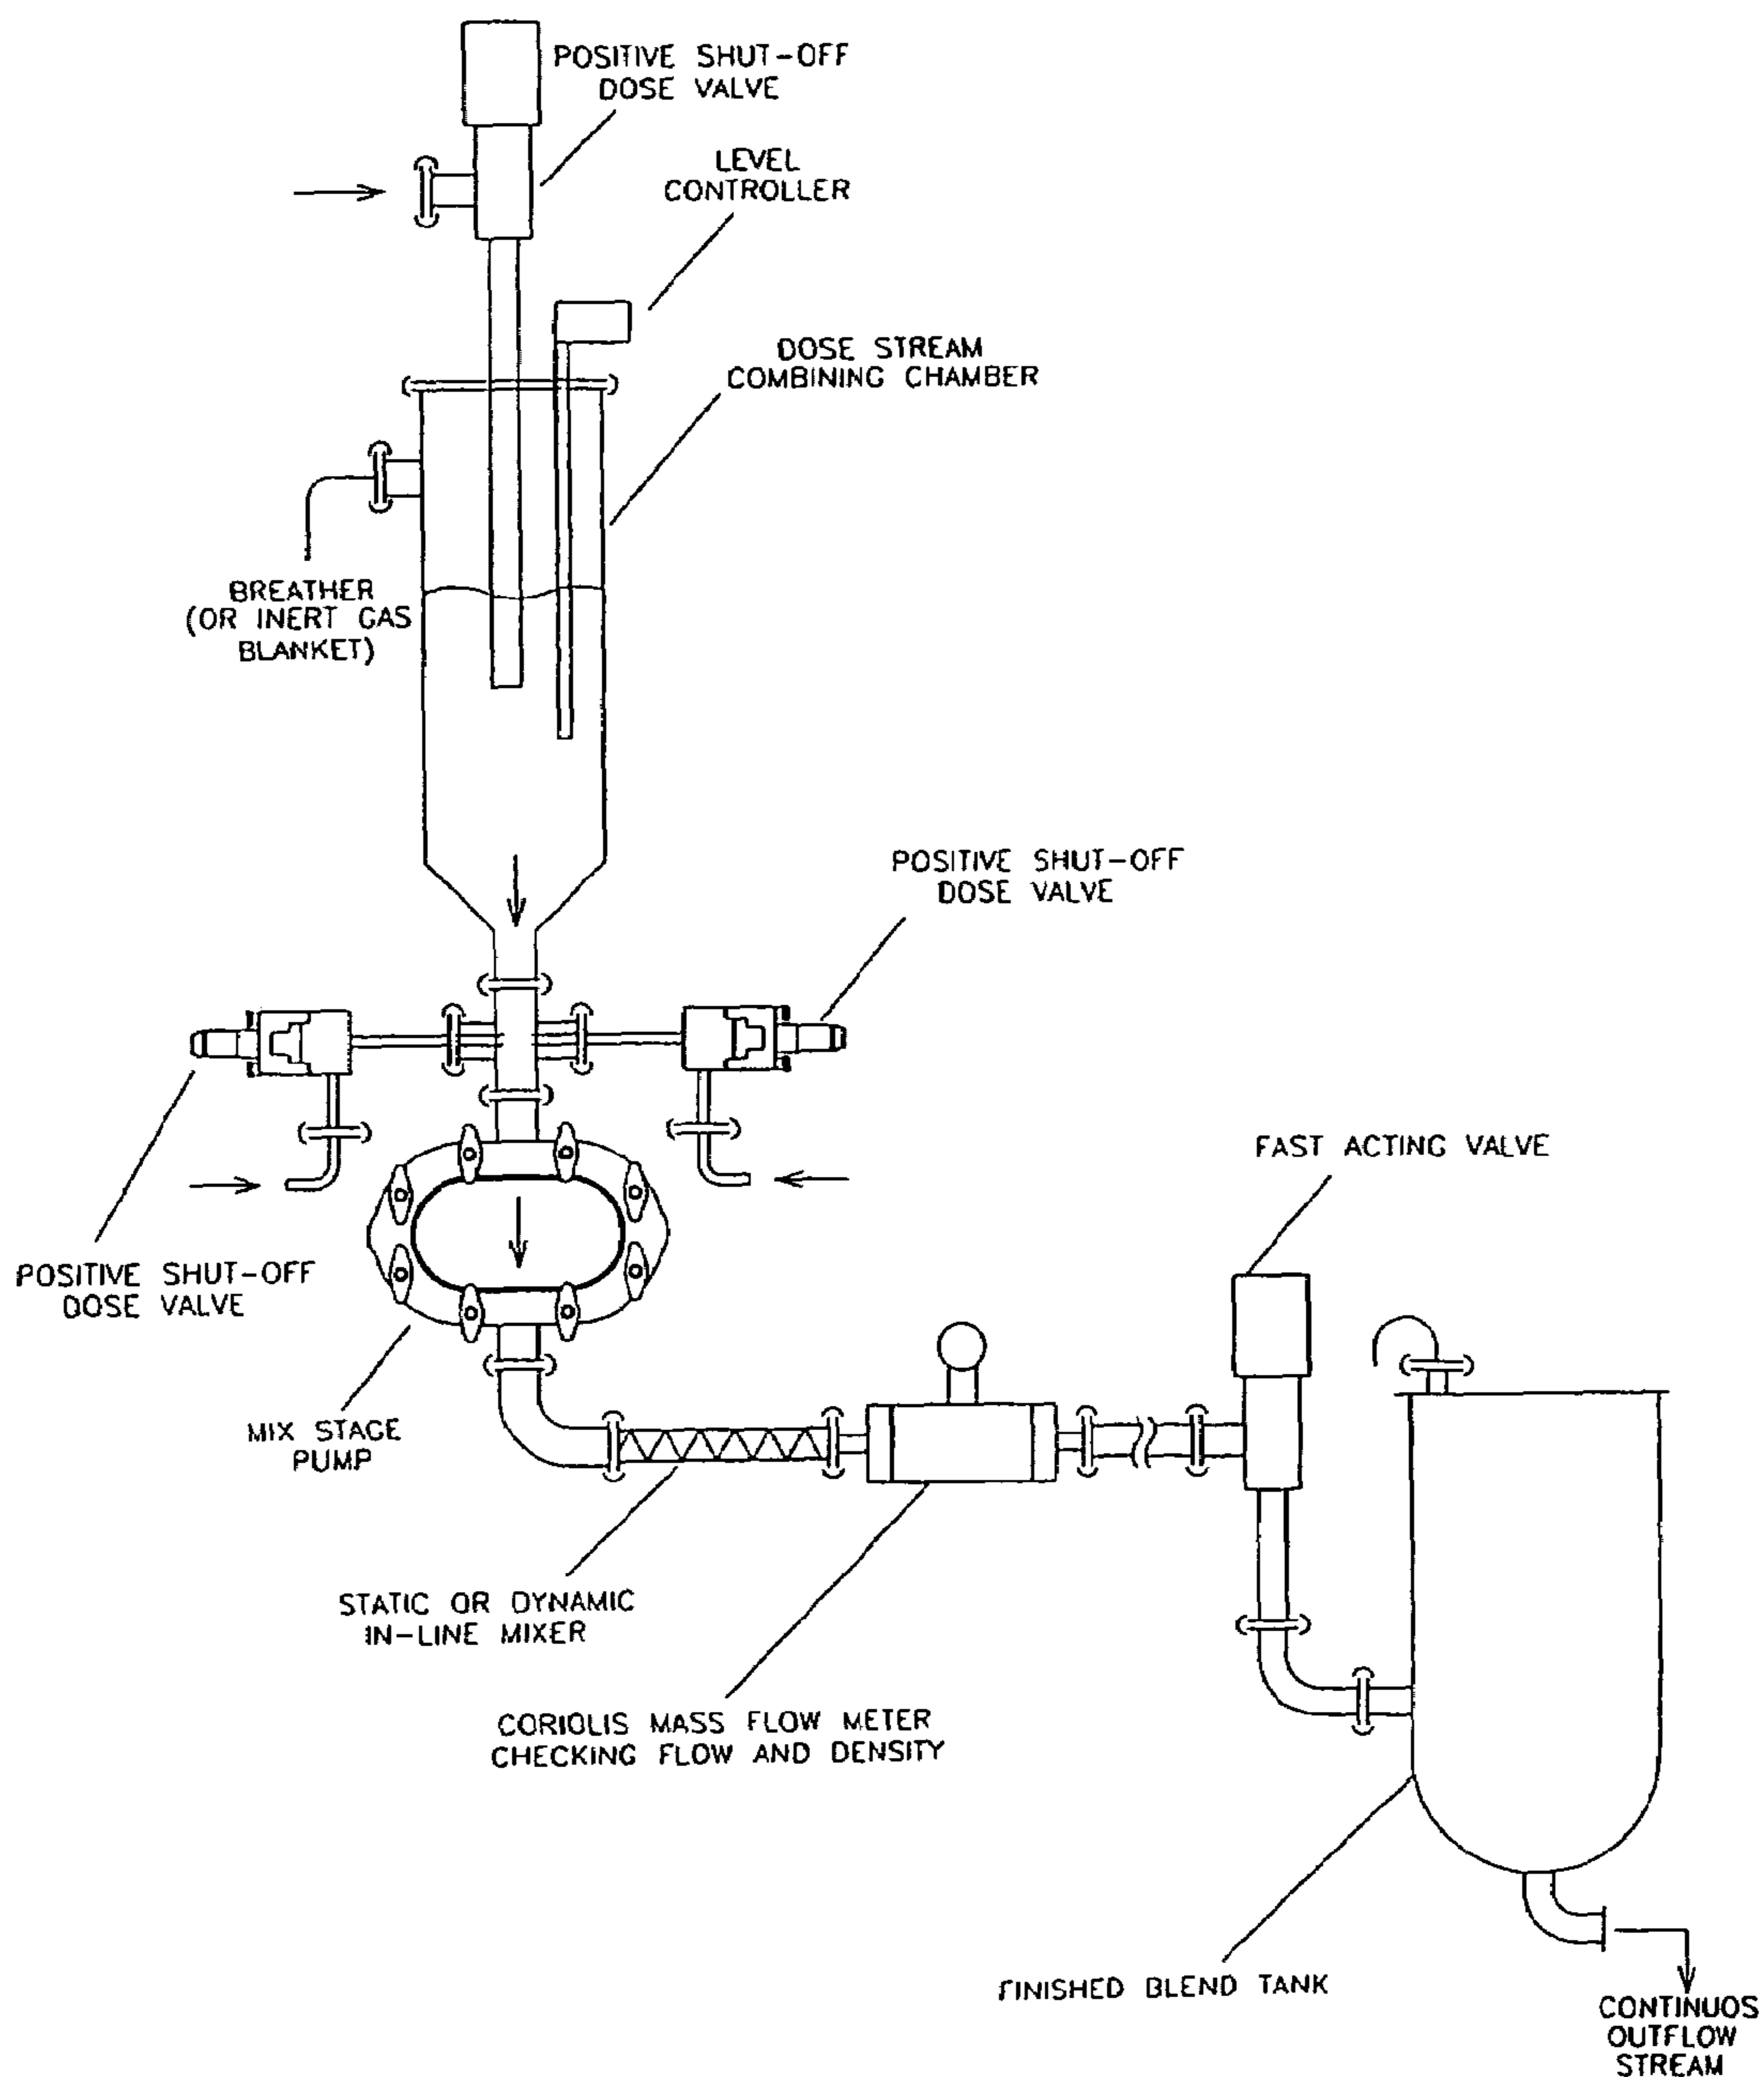 POSITIVE SHUT-OFF
DOSE VALVE
LEVEL
CONTROLLER
DOSE STREAM
COMBINING CHAMBER
BREATHER
(OR INERT GAS
BLANKET)
POSITIVE SHUT-OFF
DOSE VALVE
FAST ACTING VALVE
POSITIVE SHUT-OFF
DOSE VALVE
MIX STAGE
PUMP
STATIC OR DYNAMIC
IN-LINE MIXER
CORIOLIS MASS FLOW METER
CHECKING FLOW AND DENSITY
FINISHED BLEND TANK
CONTINUOS
OUTFLOW
STREAM